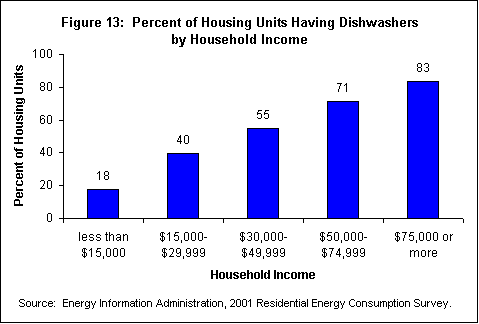 Figure 13: Percent of Housing Units Having Dishwashers
by Household Income
Percent of Housing Units
100
80
60
40
20
0
18
40
55
71
83
less than
$15,000
$15,000-
$29,999
$30,000-
$49,999
$50,000-
$74,999
$75,000 or
more
Household Income
Source: Energy Information Administration, 2001 Residential Energy Consumption Survey.